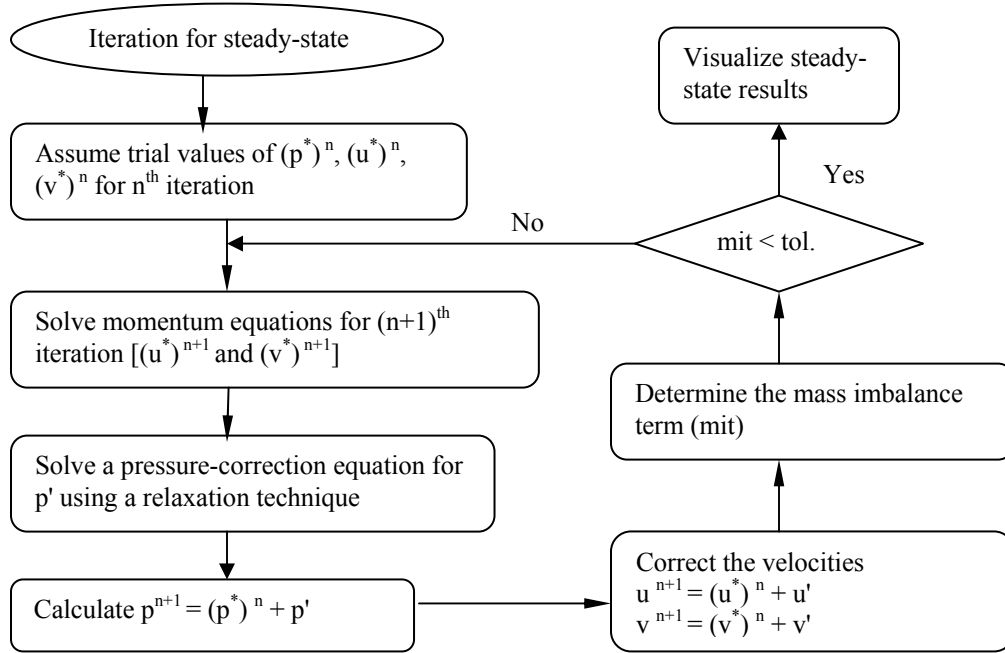 Iteration for steady-state
Assume trial values of (p*)ⁿ, (u*)ⁿ,
(v*)ⁿ for nᵗʰ iteration
Solve momentum equations for (n+1)ᵗʰ
iteration [(u*)ⁿ⁺¹ and (v*)ⁿ⁺¹]
Solve a pressure-correction equation for
p' using a relaxation technique
Calculate pⁿ⁺¹ = (p*)ⁿ + p'
Correct the velocities
uⁿ⁺¹ = (u*)ⁿ + u'
vⁿ⁺¹ = (v*)ⁿ + v'
Determine the mass imbalance
term (mit)
mit < tol.
No
Yes
Visualize steady-
state results